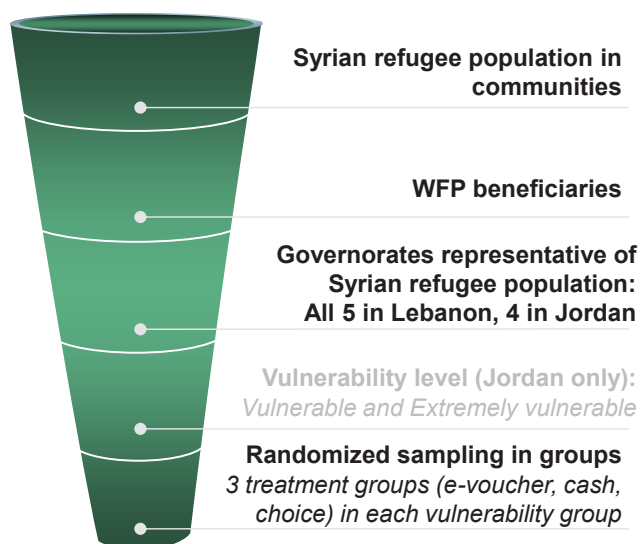 Syrian refugee population in
communities
WFP beneficiaries
Governorates representative of
Syrian refugee population:
All 5 in Lebanon, 4 in Jordan
Vulnerability level (Jordan only):
Vulnerable and Extremely vulnerable
Randomized sampling in groups
3 treatment groups (e-voucher, cash,
choice) in each vulnerability group